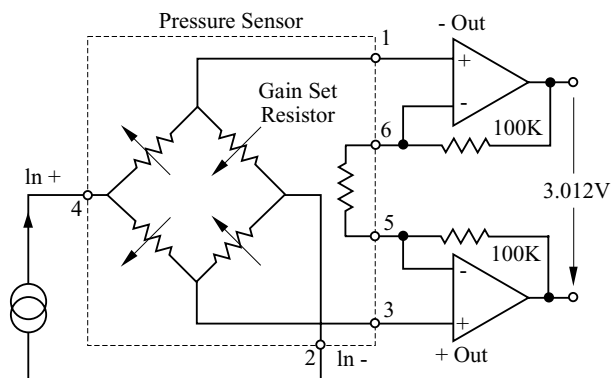 Pressure Sensor
1
- Out
+
-
Gain Set
Resistor
6
100K
ln +
4
3.012V
5
100K
-
3
+
2
ln -
+ Out